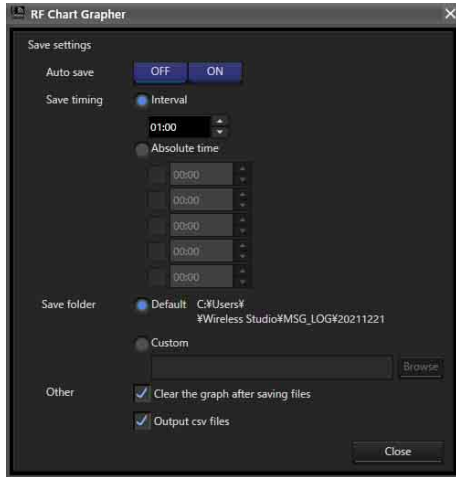 RF Chart Grapher
Save settings
Auto save OFF ON
Save timing Interval
01:00
Absolute time
00:00
00:00
00:00
00:00
00:00
Save folder Default C:¥Users¥
¥Wireless Studio¥MSG_LOG¥20211221
Custom
Browse
Other Clear the graph after saving files
Output csv files
Close